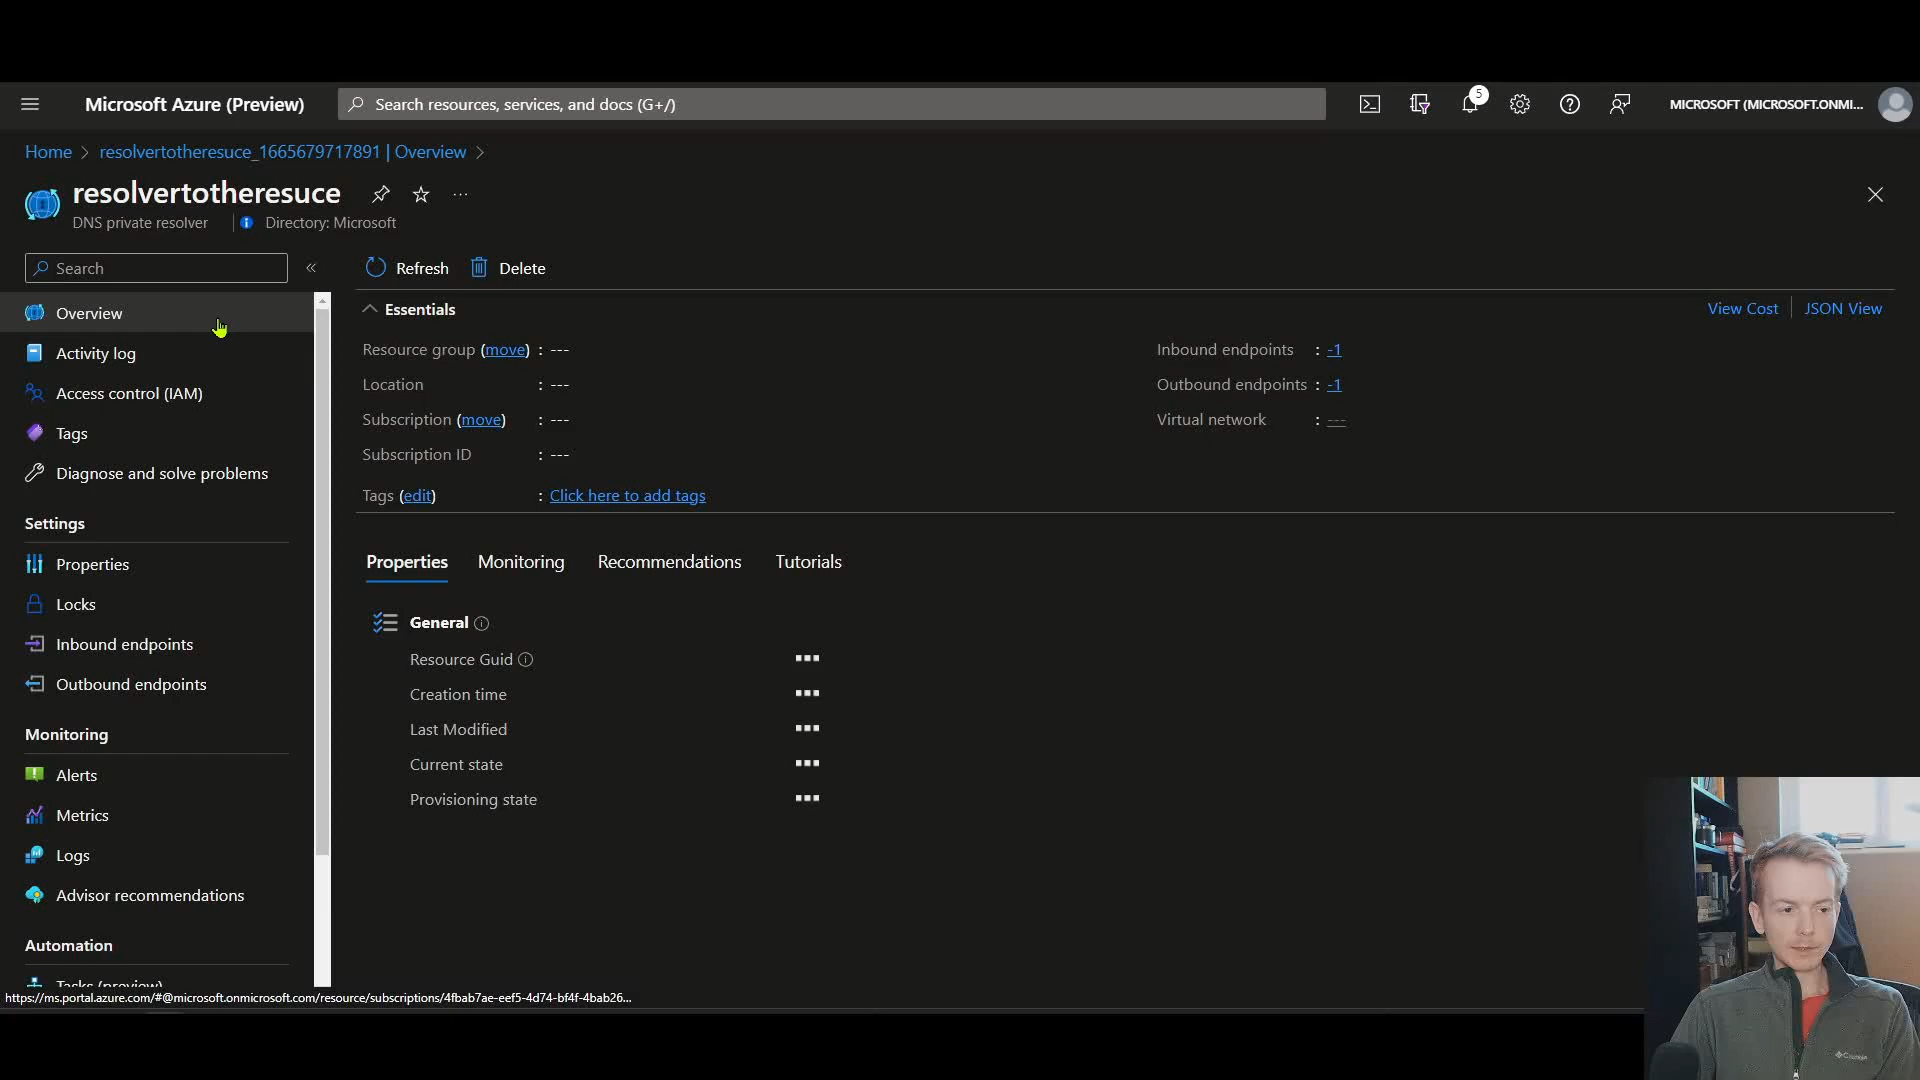 Microsoft Azure (Preview)
Search resources, services, and docs (G+/)
5
MICROSOFT (MICROSOFT.ONMI...
Home > resolvertotheresuce_1665679717891 | Overview >
resolvertotheresuce
DNS private resolver | Directory: Microsoft
Search
«
Refresh
Delete
Overview
Activity log
Access control (IAM)
Tags
Diagnose and solve problems
Settings
Properties
Locks
Inbound endpoints
Outbound endpoints
Monitoring
Alerts
Metrics
Logs
Advisor recommendations
Automation
Tasks (preview)
Essentials
View Cost
JSON View
Resource group (move) : ---
Location : ---
Subscription (move) : ---
Subscription ID : ---
Tags (edit) : Click here to add tags
Inbound endpoints : -1
Outbound endpoints : -1
Virtual network : ---
Properties
Monitoring
Recommendations
Tutorials
General
Resource Guid
Creation time
Last Modified
Current state
Provisioning state
https://ms.portal.azure.com/#@microsoft.onmicrosoft.com/resource/subscriptions/4fbab7ae-eef5-4d74-bf4f-4bab26...
Columbia